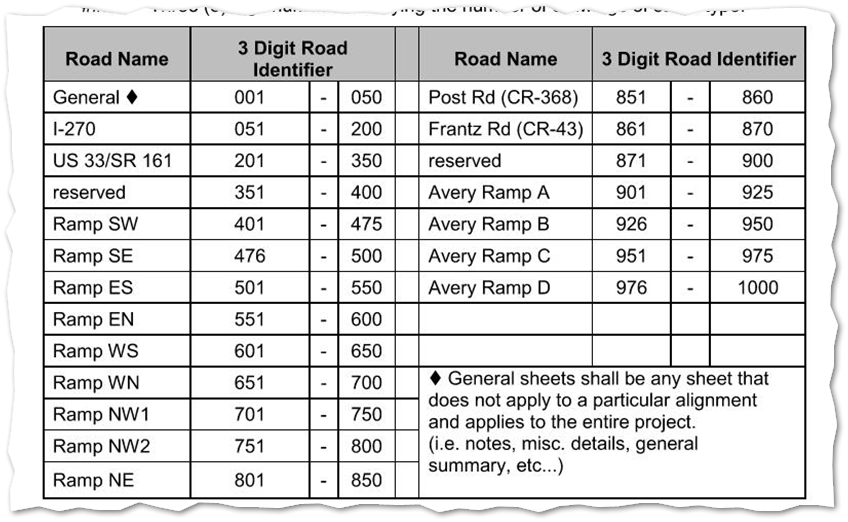 Road Name 3 Digit Road Identifier Road Name 3 Digit Road Identifier
General ♦ 001 - 050 Post Rd (CR-368) 851 - 860
I-270 051 - 200 Frantz Rd (CR-43) 861 - 870
US 33/SR 161 201 - 350 reserved 871 - 900
reserved 351 - 400 Avery Ramp A 901 - 925
Ramp SW 401 - 475 Avery Ramp B 926 - 950
Ramp SE 476 - 500 Avery Ramp C 951 - 975
Ramp ES 501 - 550 Avery Ramp D 976 - 1000
Ramp EN 551 - 600
Ramp WS 601 - 650
Ramp WN 651 - 700
Ramp NW1 701 - 750
Ramp NW2 751 - 800
Ramp NE 801 - 850
♦ General sheets shall be any sheet that
does not apply to a particular alignment
and applies to the entire project.
(i.e. notes, misc. details, general
summary, etc...)